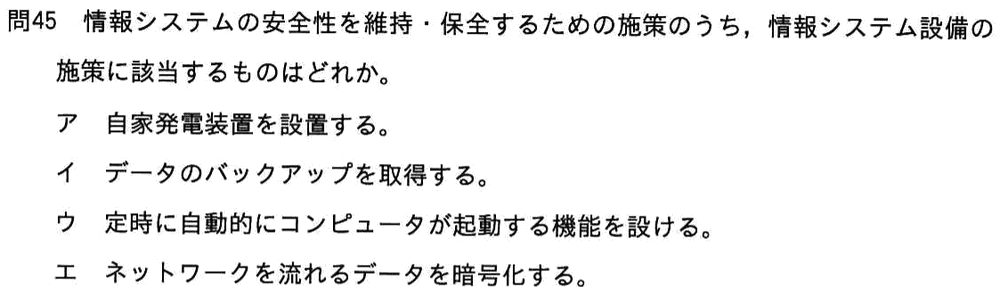 問45 情報システムの安全性を維持・保全するための施策のうち，情報システム設備の
施策に該当するものはどれか。
ア 自家発電装置を設置する。
イ データのバックアップを取得する。
ウ 定時に自動的にコンピュータが起動する機能を設ける。
エ ネットワークを流れるデータを暗号化する。